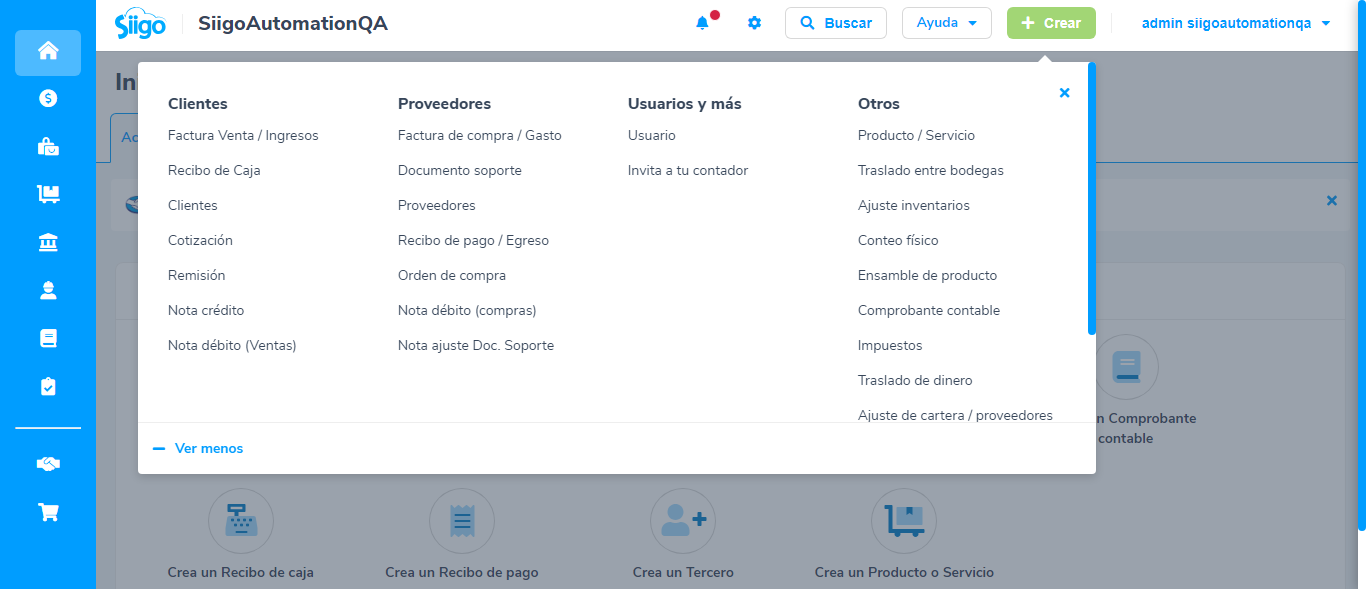 Siigo
SiigoAutomationQA
Buscar
Ayuda
Crear
admin siigoautomationqa
In
Ac
Clientes
Factura Venta / Ingresos
Recibo de Caja
Clientes
Cotización
Remisión
Nota crédito
Nota débito (Ventas)
Proveedores
Factura de compra / Gasto
Documento soporte
Proveedores
Recibo de pago / Egreso
Orden de compra
Nota débito (compras)
Nota ajuste Doc. Soporte
Usuarios y más
Usuario
Invita a tu contador
Otros
Producto / Servicio
Traslado entre bodegas
Ajuste inventarios
Conteo físico
Ensamble de producto
Comprobante contable
Impuestos
Traslado de dinero
Ajuste de cartera / proveedores
Ver menos
n Comprobante
contable
Crea un Recibo de caja
Crea un Recibo de pago
Crea un Tercero
Crea un Producto o Servicio